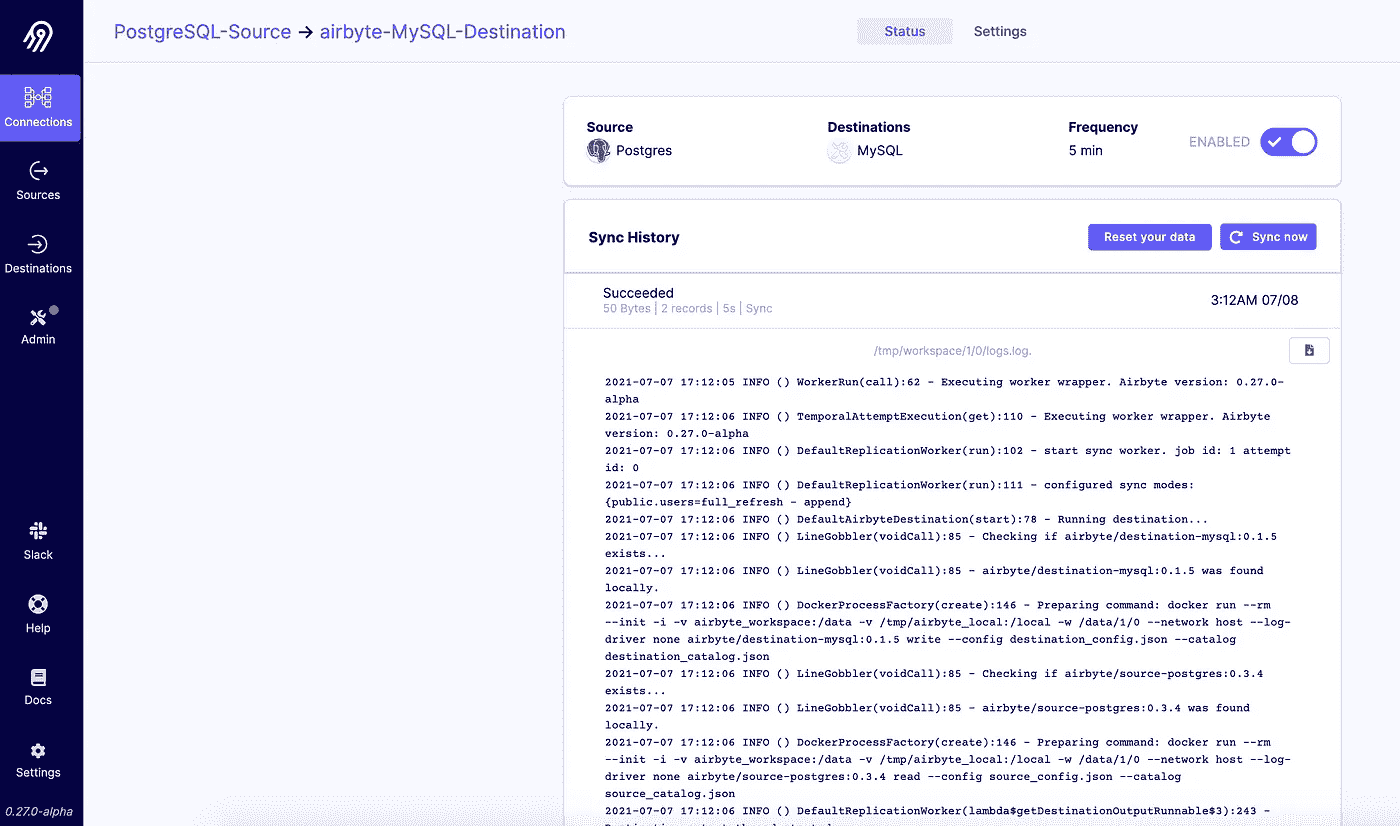 PostgreSQL-Source → airbyte-MySQL-Destination
Status
Settings
Connections
Sources
Destinations
Admin
Slack
Help
Docs
Settings
0.27.0-alpha
Source
Postgres
Destinations
MySQL
Frequency
5 min
ENABLED
Sync History
Reset your data
Sync now
Succeeded
50 Bytes | 2 records | 5s | Sync
3:12AM 07/08
/tmp/workspace/1/0/logs.log.
2021-07-07 17:12:05 INFO () WorkerRun(call):62 - Executing worker wrapper. Airbyte version: 0.27.0-
alpha
2021-07-07 17:12:06 INFO () TemporalAttemptExecution(get):110 - Executing worker wrapper. Airbyte
version: 0.27.0-alpha
2021-07-07 17:12:06 INFO () DefaultReplicationWorker(run):102 - start sync worker. job id: 1 attempt
id: 0
2021-07-07 17:12:06 INFO () DefaultReplicationWorker(run):111 - configured sync modes:
{public.users=full_refresh - append}
2021-07-07 17:12:06 INFO () DefaultAirbyteDestination(start):78 - Running destination...
2021-07-07 17:12:06 INFO () LineGobbler(voidCall):85 - Checking if airbyte/destination-mysql:0.1.5
exists...
2021-07-07 17:12:06 INFO () LineGobbler(voidCall):85 - airbyte/destination-mysql:0.1.5 was found
locally.
2021-07-07 17:12:06 INFO () DockerProcessFactory(create):146 - Preparing command: docker run --rm
--init -i -v airbyte_workspace:/data -v /tmp/airbyte_local:/local -w /data/1/0 --network host --log-
driver none airbyte/destination-mysql:0.1.5 write --config destination_config.json --catalog
destination_catalog.json
2021-07-07 17:12:06 INFO () LineGobbler(voidCall):85 - Checking if airbyte/source-postgres:0.3.4
exists...
2021-07-07 17:12:06 INFO () LineGobbler(voidCall):85 - airbyte/source-postgres:0.3.4 was found
locally.
2021-07-07 17:12:06 INFO () DockerProcessFactory(create):146 - Preparing command: docker run --rm
--init -i -v airbyte_workspace:/data -v /tmp/airbyte_local:/local -w /data/1/0 --network host --log-
driver none airbyte/source-postgres:0.3.4 read --config source_config.json --catalog
source_catalog.json
2021-07-07 17:12:06 INFO () DefaultReplicationWorker(lambda$getDestinationOutputRunnable$3):243 -